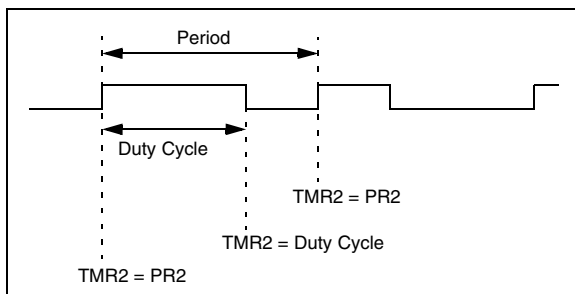 Period
Duty Cycle
TMR2 = PR2
TMR2 = Duty Cycle
TMR2 = PR2